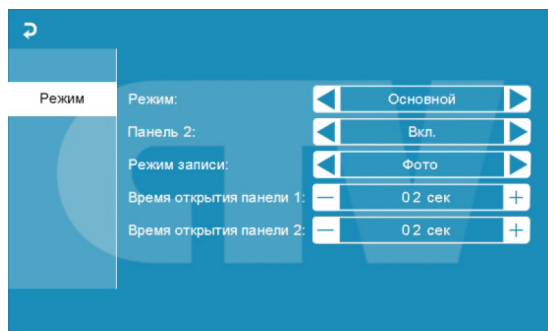 Режим
Режим: Основной
Панель 2: Вкл.
Режим записи: Фото
Время открытия панели 1: 02 сек
Время открытия панели 2: 02 сек